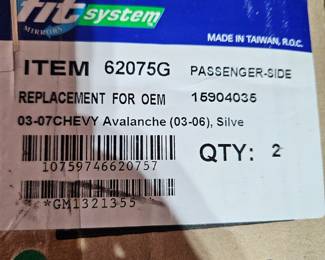 fit system
MIRRORS
MADE IN TAIWAN, R.O.C.
ITEM 62075G PASSENGER-SIDE
REPLACEMENT FOR OEM 15904035
03-07CHEVY Avalanche (03-06), Silve
QTY: 2
10759746620757
*GM1321355